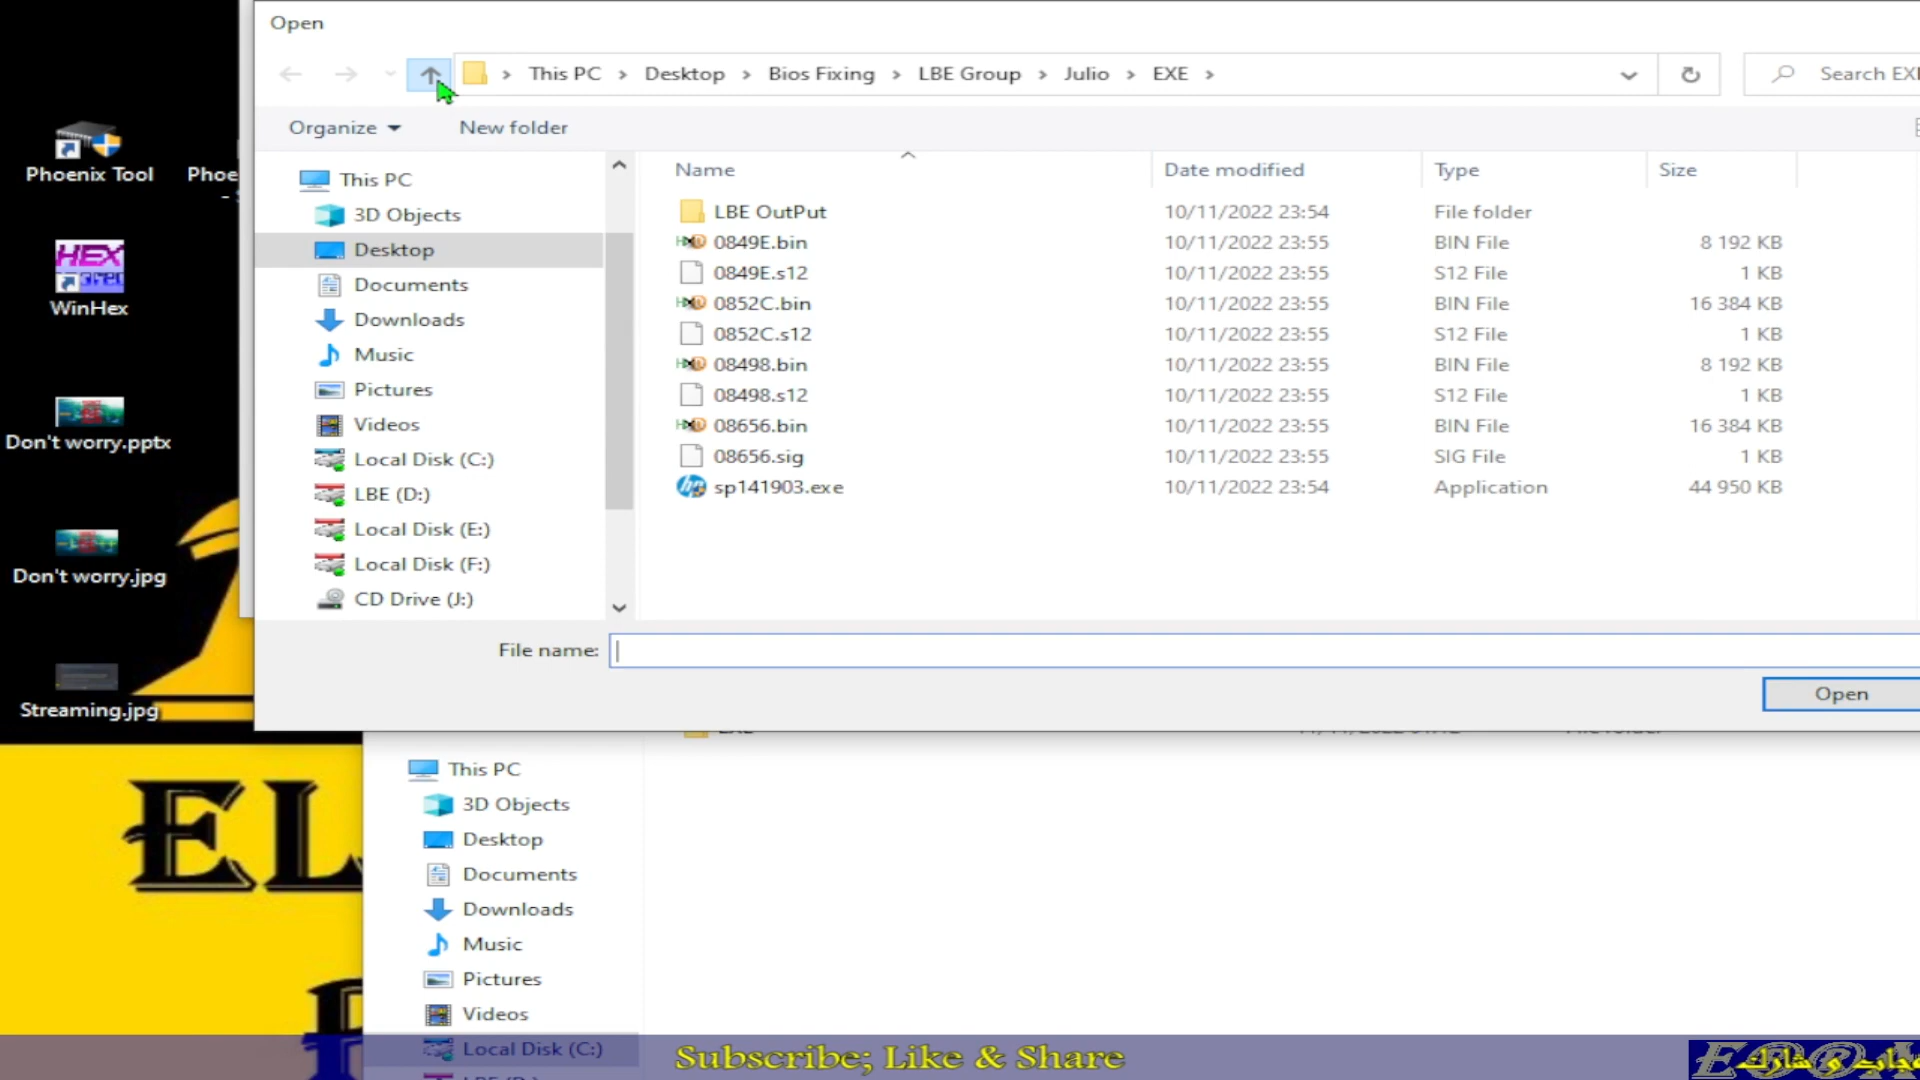 Open
This PC > Desktop > Bios Fixing > LBE Group > Julio > EXE >
Search EXE
Organize
New folder
Name
Date modified
Type
Size
This PC
3D Objects
Desktop
Documents
Downloads
Music
Pictures
Videos
Local Disk (C:)
LBE (D:)
Local Disk (E:)
Local Disk (F:)
CD Drive (J:)
LBE OutPut 10/11/2022 23:54 File folder
0849E.bin 10/11/2022 23:55 BIN File 8 192 KB
0849E.s12 10/11/2022 23:55 S12 File 1 KB
0852C.bin 10/11/2022 23:55 BIN File 16 384 KB
0852C.s12 10/11/2022 23:55 S12 File 1 KB
08498.bin 10/11/2022 23:55 BIN File 8 192 KB
08498.s12 10/11/2022 23:55 S12 File 1 KB
08656.bin 10/11/2022 23:55 BIN File 16 384 KB
08656.sig 10/11/2022 23:55 SIG File 1 KB
sp141903.exe 10/11/2022 23:54 Application 44 950 KB
File name:
Open
Phoenix Tool
Phoe
WinHex
Don't worry.pptx
Don't worry.jpg
Streaming.jpg
This PC
3D Objects
Desktop
Documents
Downloads
Music
Pictures
Videos
Local Disk (C:)
EL
Subscribe; Like & Share
و شارك